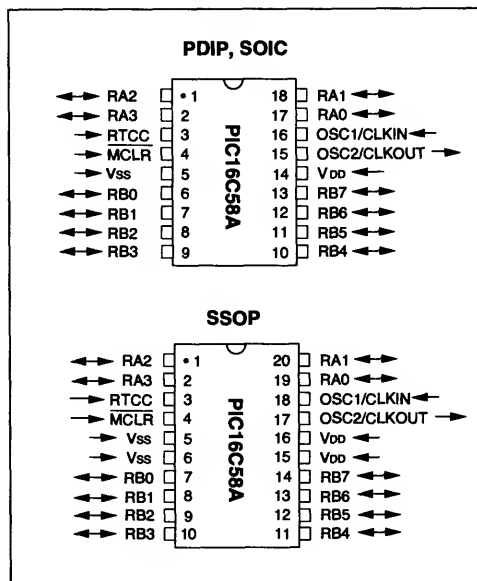 PDIP, SOIC
RA2 • 1 18 RA1
RA3 2 17 RA0
RTCC 3 16 OSC1/CLKIN
MCLR 4 15 OSC2/CLKOUT
VSS 5 14 VDD
RB0 6 13 RB7
RB1 7 12 RB6
RB2 8 11 RB5
RB3 9 10 RB4
PIC16C58A
SSOP
RA2 • 1 20 RA1
RA3 2 19 RA0
RTCC 3 18 OSC1/CLKIN
MCLR 4 17 OSC2/CLKOUT
VSS 5 16 VDD
VSS 6 15 VDD
RB0 7 14 RB7
RB1 8 13 RB6
RB2 9 12 RB5
RB3 10 11 RB4
PIC16C58A